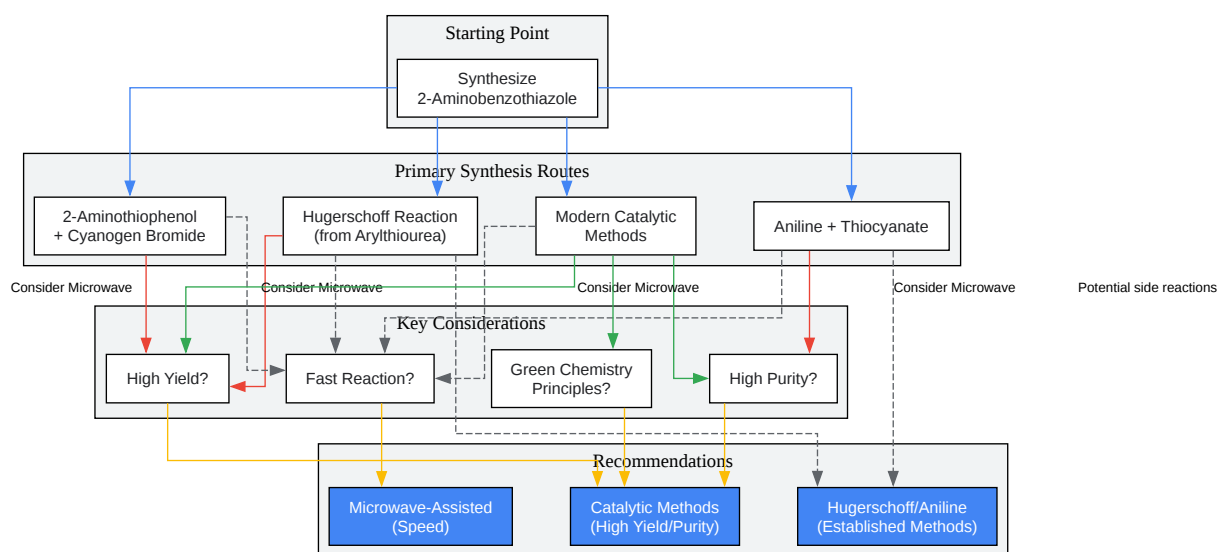 Starting Point
Synthesize
2-Aminobenzothiazole
Primary Synthesis Routes
2-Aminothiophenol
+ Cyanogen Bromide
Hugerschoff Reaction
(from Arylthiourea)
Modern Catalytic
Methods
Aniline + Thiocyanate
Consider Microwave
Consider Microwave
Consider Microwave
Consider Microwave
Potential side reactions
Key Considerations
High Yield?
Fast Reaction?
Green Chemistry
Principles?
High Purity?
Recommendations
Microwave-Assisted
(Speed)
Catalytic Methods
(High Yield/Purity)
Hugerschoff/Aniline
(Established Methods)